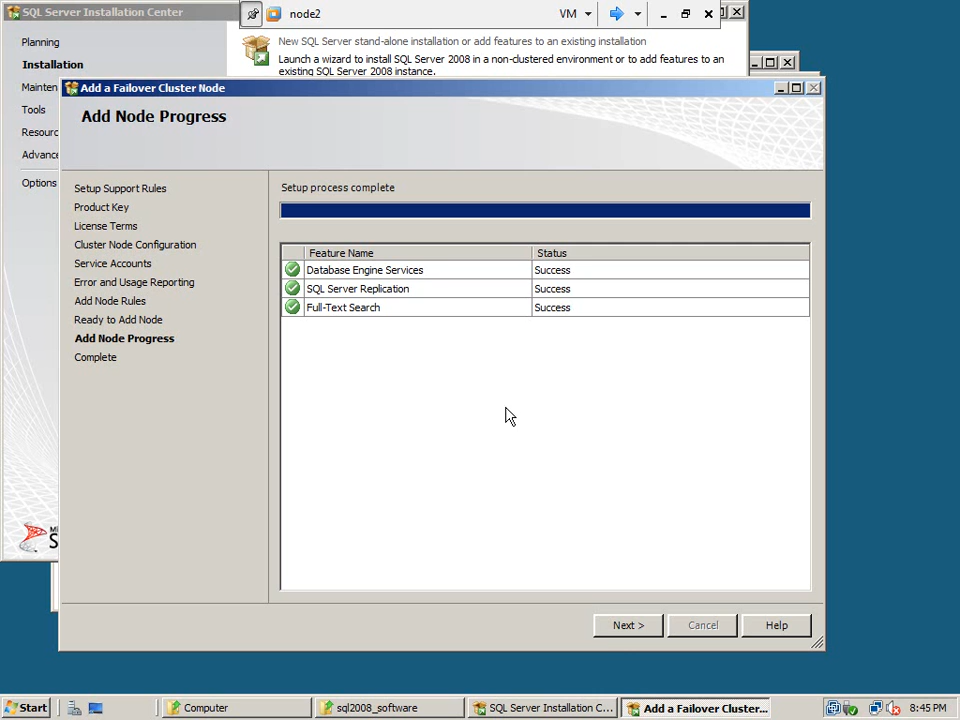 SQL Server Installation Center
node2
VM
Planning
Installation
Mainten
Tools
Resourc
Advance
Options
New SQL Server stand-alone installation or add features to an existing installation
Launch a wizard to install SQL Server 2008 in a non-clustered environment or to add features to an
existing SQL Server 2008 instance.
Add a Failover Cluster Node
Add Node Progress
Setup Support Rules
Product Key
License Terms
Cluster Node Configuration
Service Accounts
Error and Usage Reporting
Add Node Rules
Ready to Add Node
Add Node Progress
Complete
Setup process complete
Feature Name Status
Database Engine Services Success
SQL Server Replication Success
Full-Text Search Success
Mi
S
Next > Cancel Help
Start Computer sql2008_software SQL Server Installation C... Add a Failover Cluster... 8:45 PM